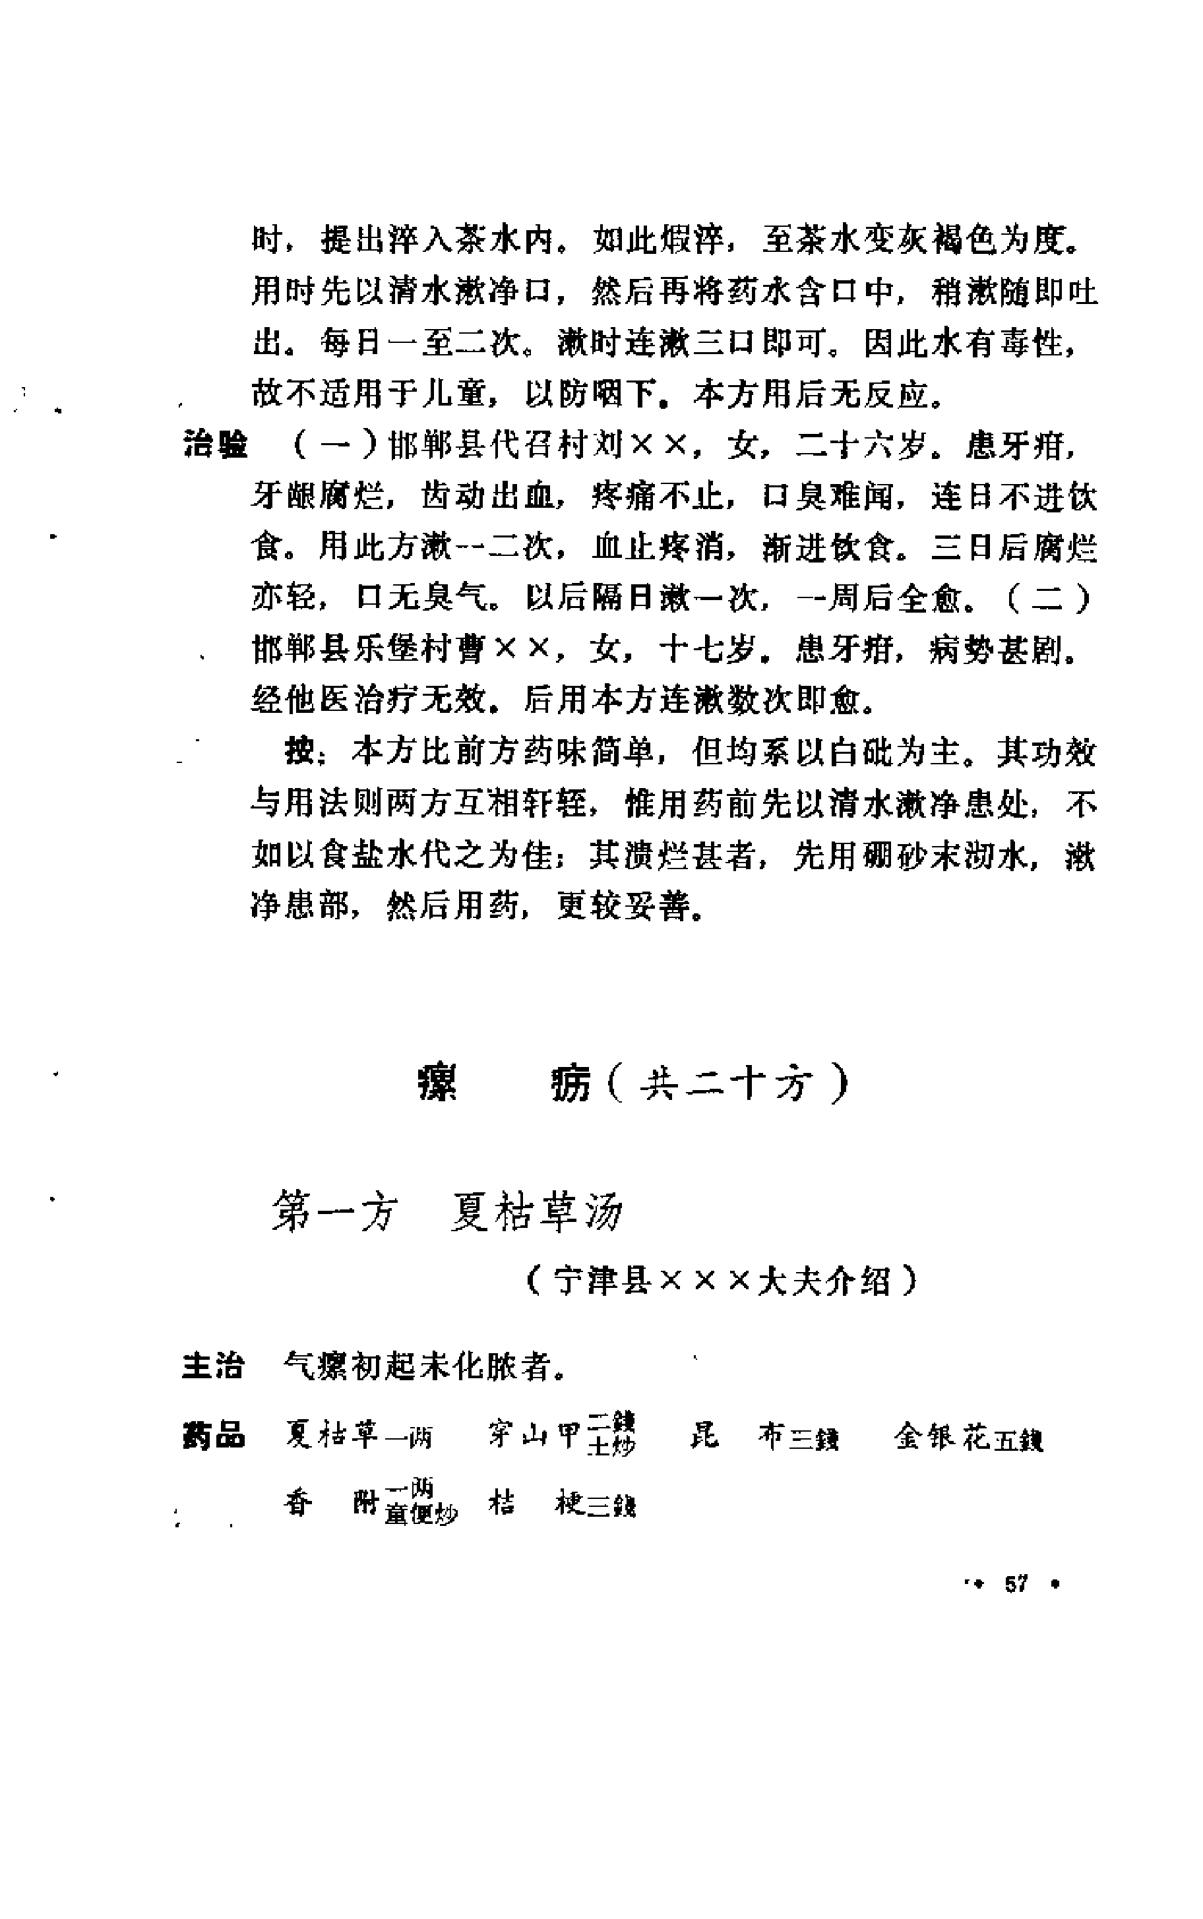 时，提出淬入茶水内。如此煅淬，至茶水变灰褐色为度。
用时先以清水漱净口，然后再将药水含口中，稍漱随即吐
出。每日一至二次。漱时连漱三口即可。因此水有毒性，
故不适用于儿童，以防咽下。本方用后无反应。
治验 （一）邯郸县代召村刘××，女，二十六岁。患牙疳，
牙龈腐烂，齿动出血，疼痛不止，口臭难闻，连日不进饮
食。用此方漱一二次，血止疼消，渐进饮食。三日后腐烂
亦轻，口无臭气。以后隔日漱一次，一周后全愈。（二）
邯郸县乐堡村曹××，女，十七岁。患牙疳，病势甚剧。
经他医治疗无效。后用本方连漱数次即愈。
按：本方比前方药味简单，但均系以白砒为主。其功效
与用法则两方互相轩轾，惟用药前先以清水漱净患处，不
如以食盐水代之为佳；其溃烂甚者，先用硼砂末沏水，漱
净患部，然后用药，更较妥善。
瘰 疬（共二十方）
第一方 夏枯草汤
（宁津县×××大夫介绍）
主治 气瘰初起未化脓者。
药品 夏枯草一两 穿山甲二錢土炒 昆 布三錢 金银花五錢
香 附一两童便炒 桔 梗三錢
• 57 •